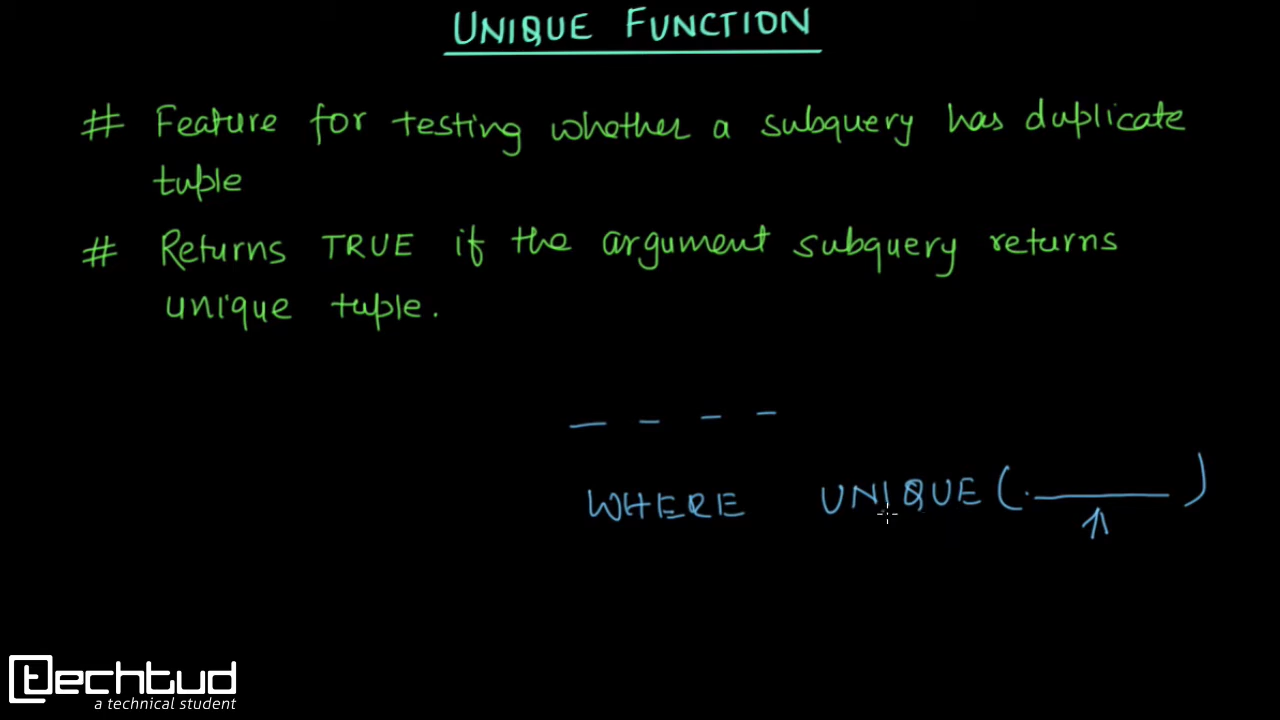 UNIQUE FUNCTION
# Feature for testing whether a subquery has duplicate
tuple
# Returns TRUE if the argument subquery returns
unique tuple.
— – – –
WHERE UNIQUE (. ——— )
↑
techtud
a technical student